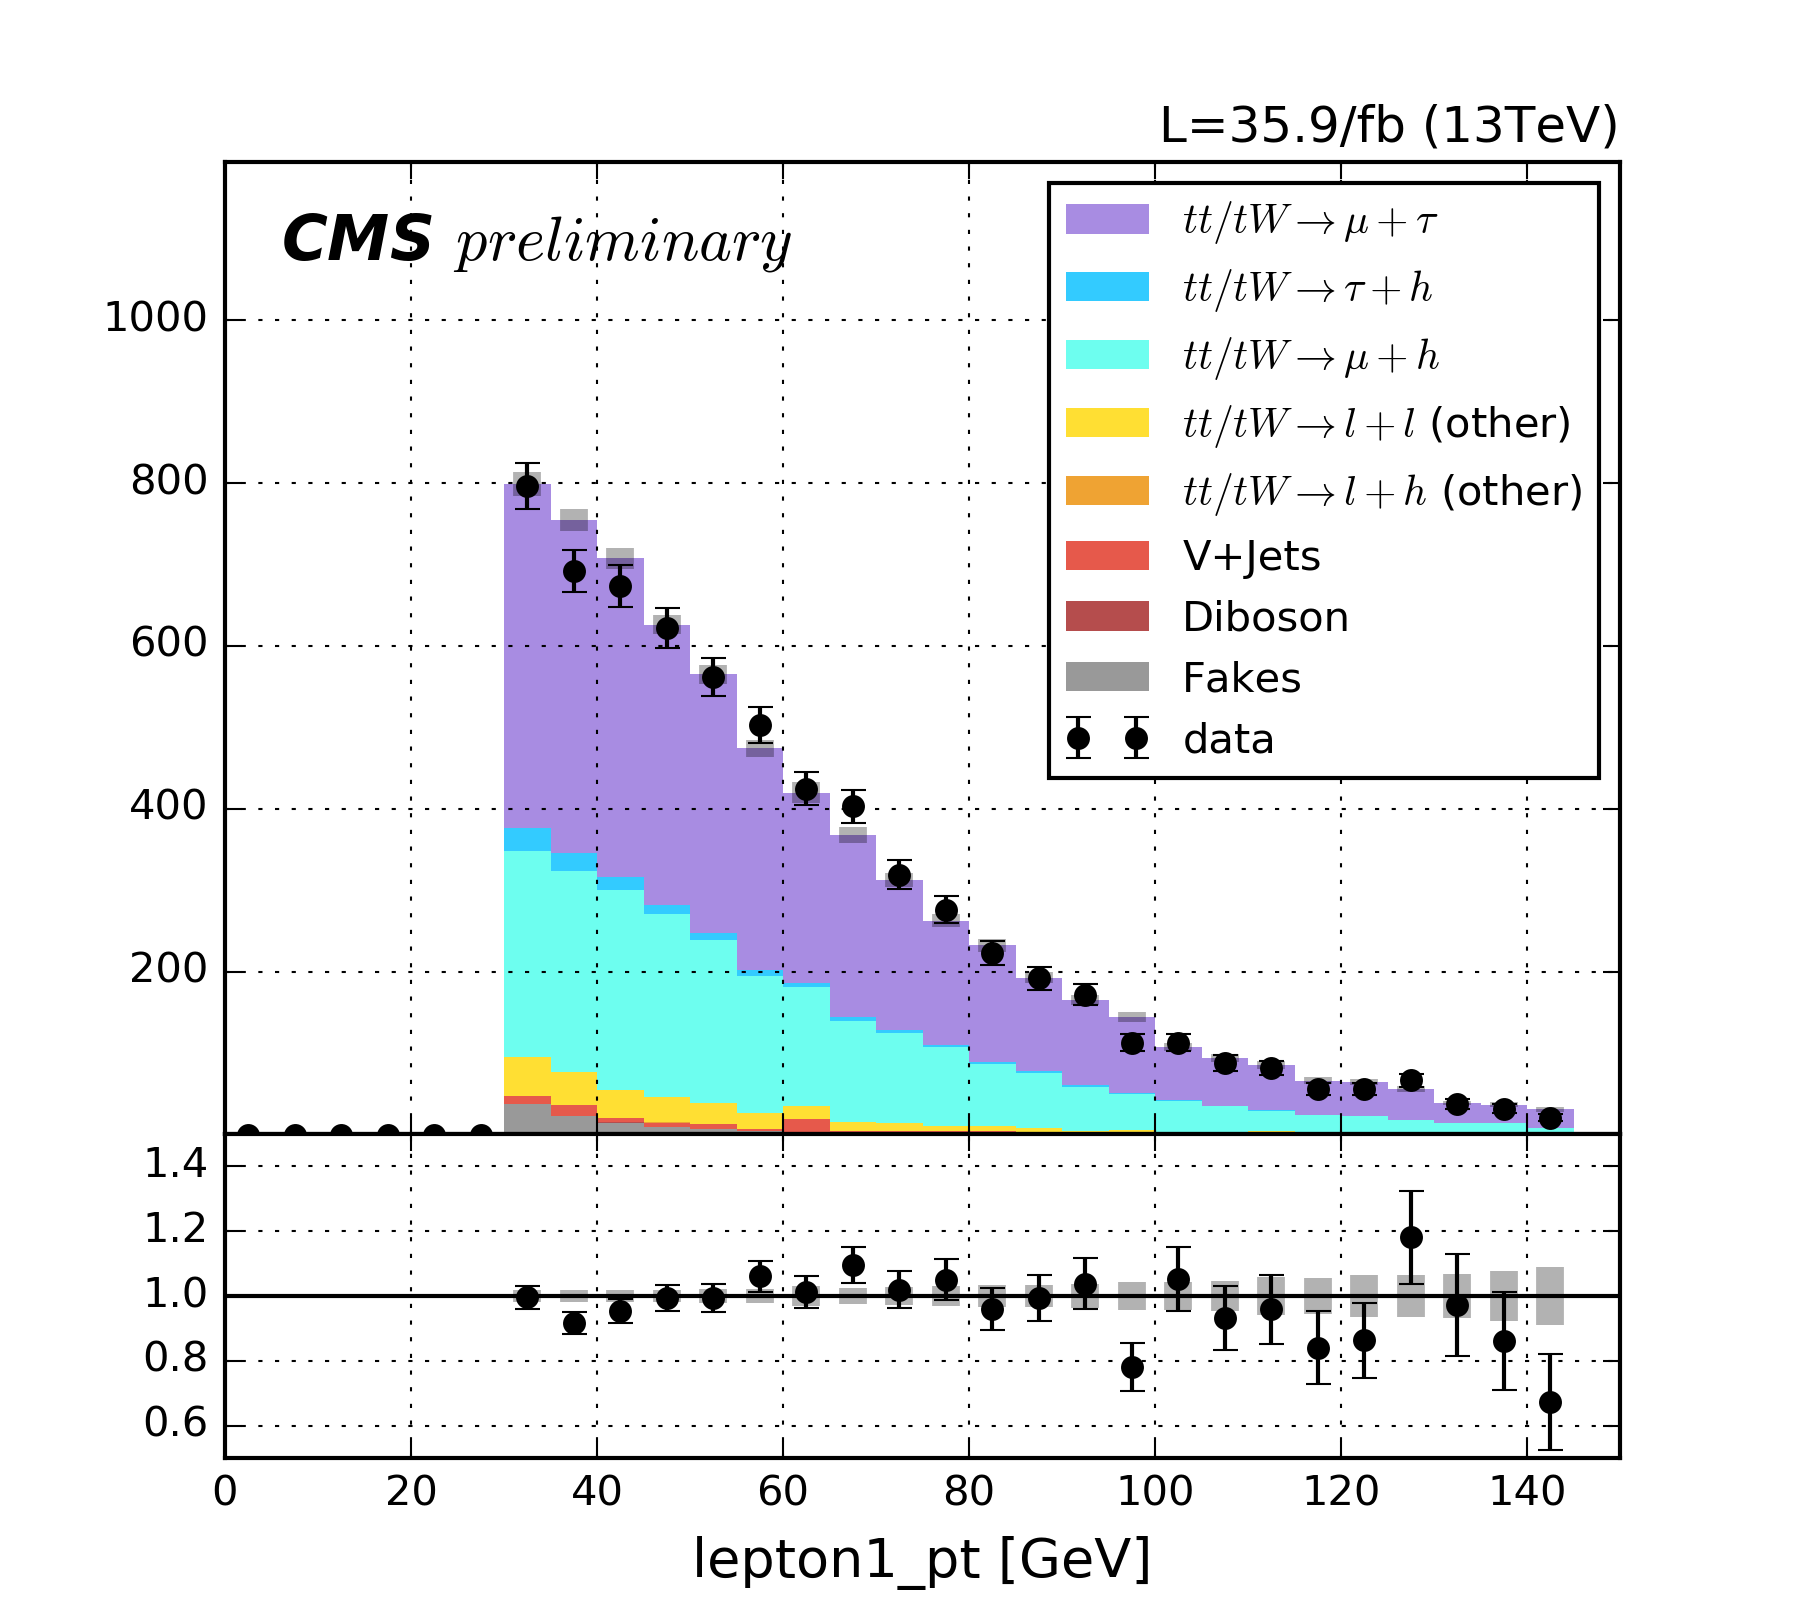 L=35.9/fb (13TeV)
CMS preliminary
tt/tW→μ+τ
tt/tW→τ+h
tt/tW→μ+h
tt/tW→l+l (other)
tt/tW→l+h (other)
V+Jets
Diboson
Fakes
data
1000
800
600
400
200
1.4
1.2
1.0
0.8
0.6
0 20 40 60 80 100 120 140
lepton1_pt [GeV]